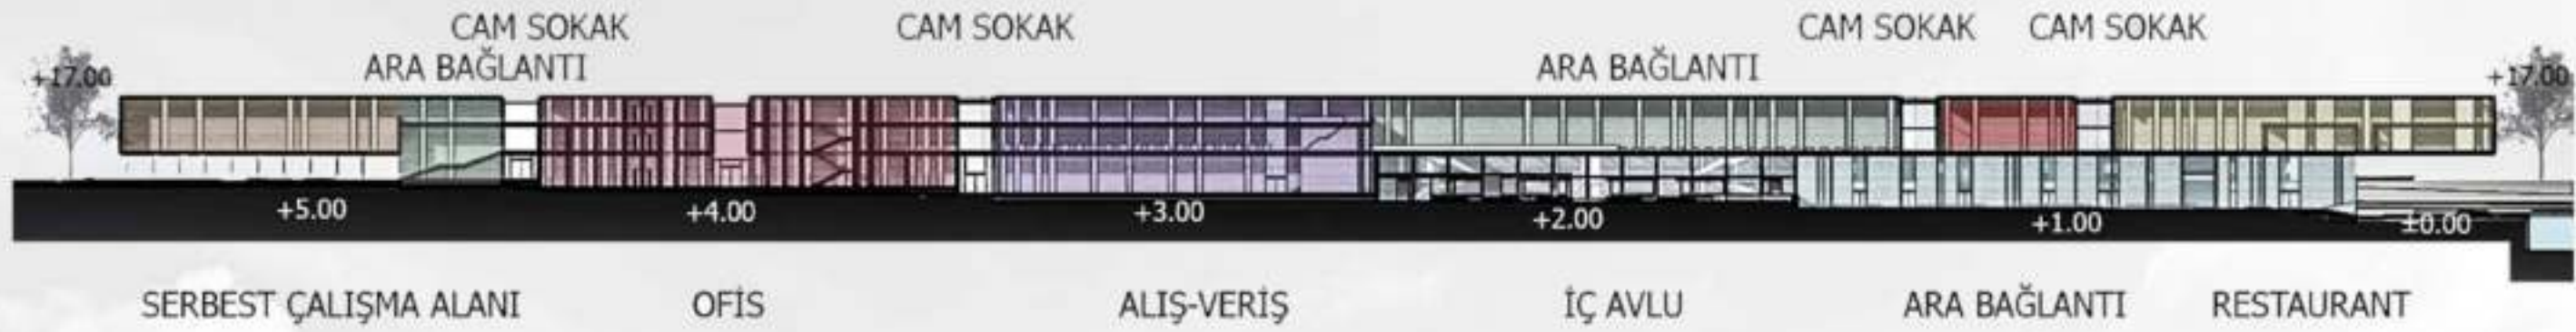 CAM SOKAK CAM SOKAK CAM SOKAK CAM SOKAK
ARA BAĞLANTI ARA BAĞLANTI
+17.00 +17.00
+5.00 +4.00 +3.00 +2.00 +1.00 ±0.00
SERBEST ÇALIŞMA ALANI OFİS ALIŞ-VERİŞ İÇ AVLU ARA BAĞLANTI RESTAURANT